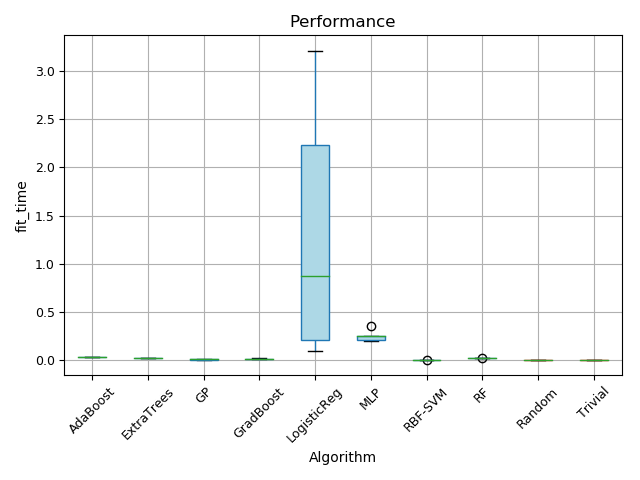 Performance
fit_time
3.0
2.5
2.0
1.5
1.0
0.5
0.0
AdaBoost
ExtraTrees
GP
GradBoost
LogisticReg
MLP
RBF-SVM
RF
Random
Trivial
Algorithm